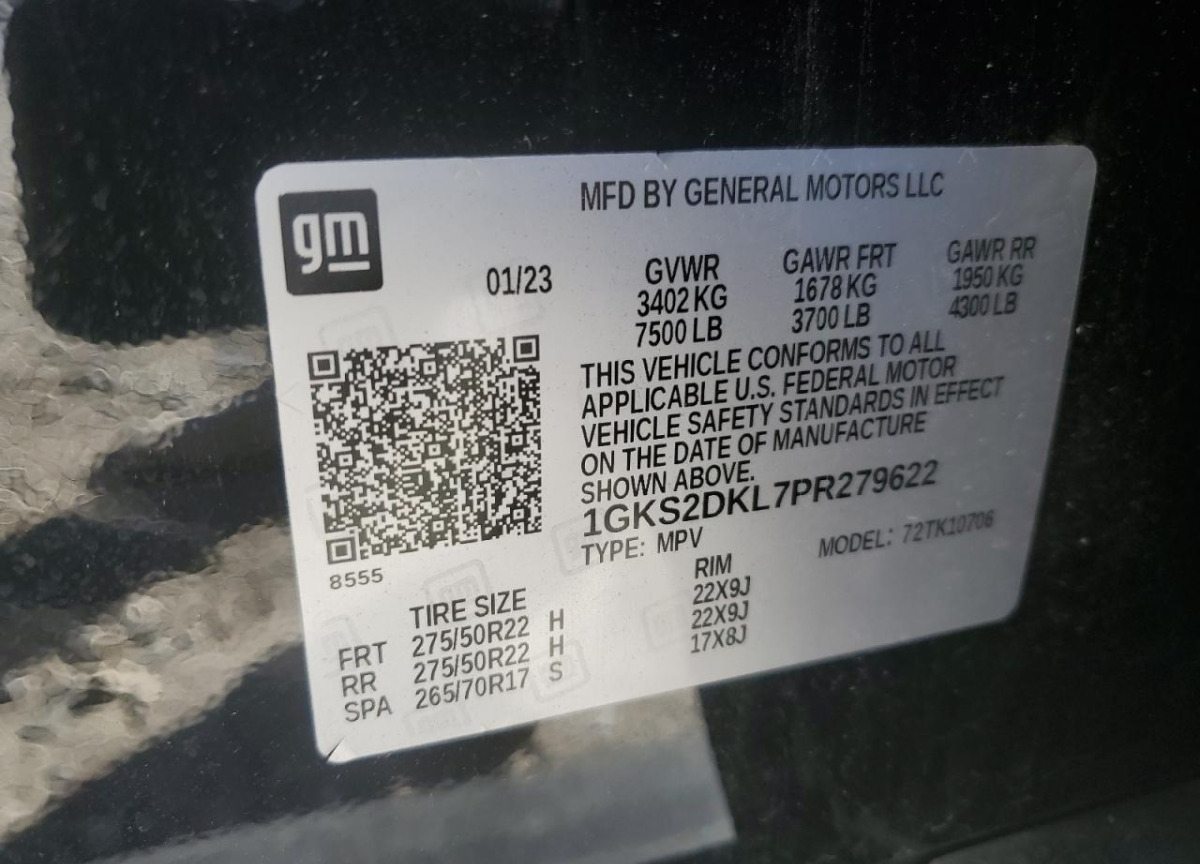 gm
MFD BY GENERAL MOTORS LLC
01/23
GVWR GAWR FRT GAWR RR
3402 KG 1678 KG 1950 KG
7500 LB 3700 LB 4300 LB
THIS VEHICLE CONFORMS TO ALL
APPLICABLE U.S. FEDERAL MOTOR
VEHICLE SAFETY STANDARDS IN EFFECT
ON THE DATE OF MANUFACTURE
SHOWN ABOVE.
1GKS2DKL7PR279622
TYPE: MPV MODEL: 72TK10706
8555
TIRE SIZE RIM
FRT 275/50R22 H 22X9J
RR 275/50R22 H 22X9J
SPA 265/70R17 S 17X8J